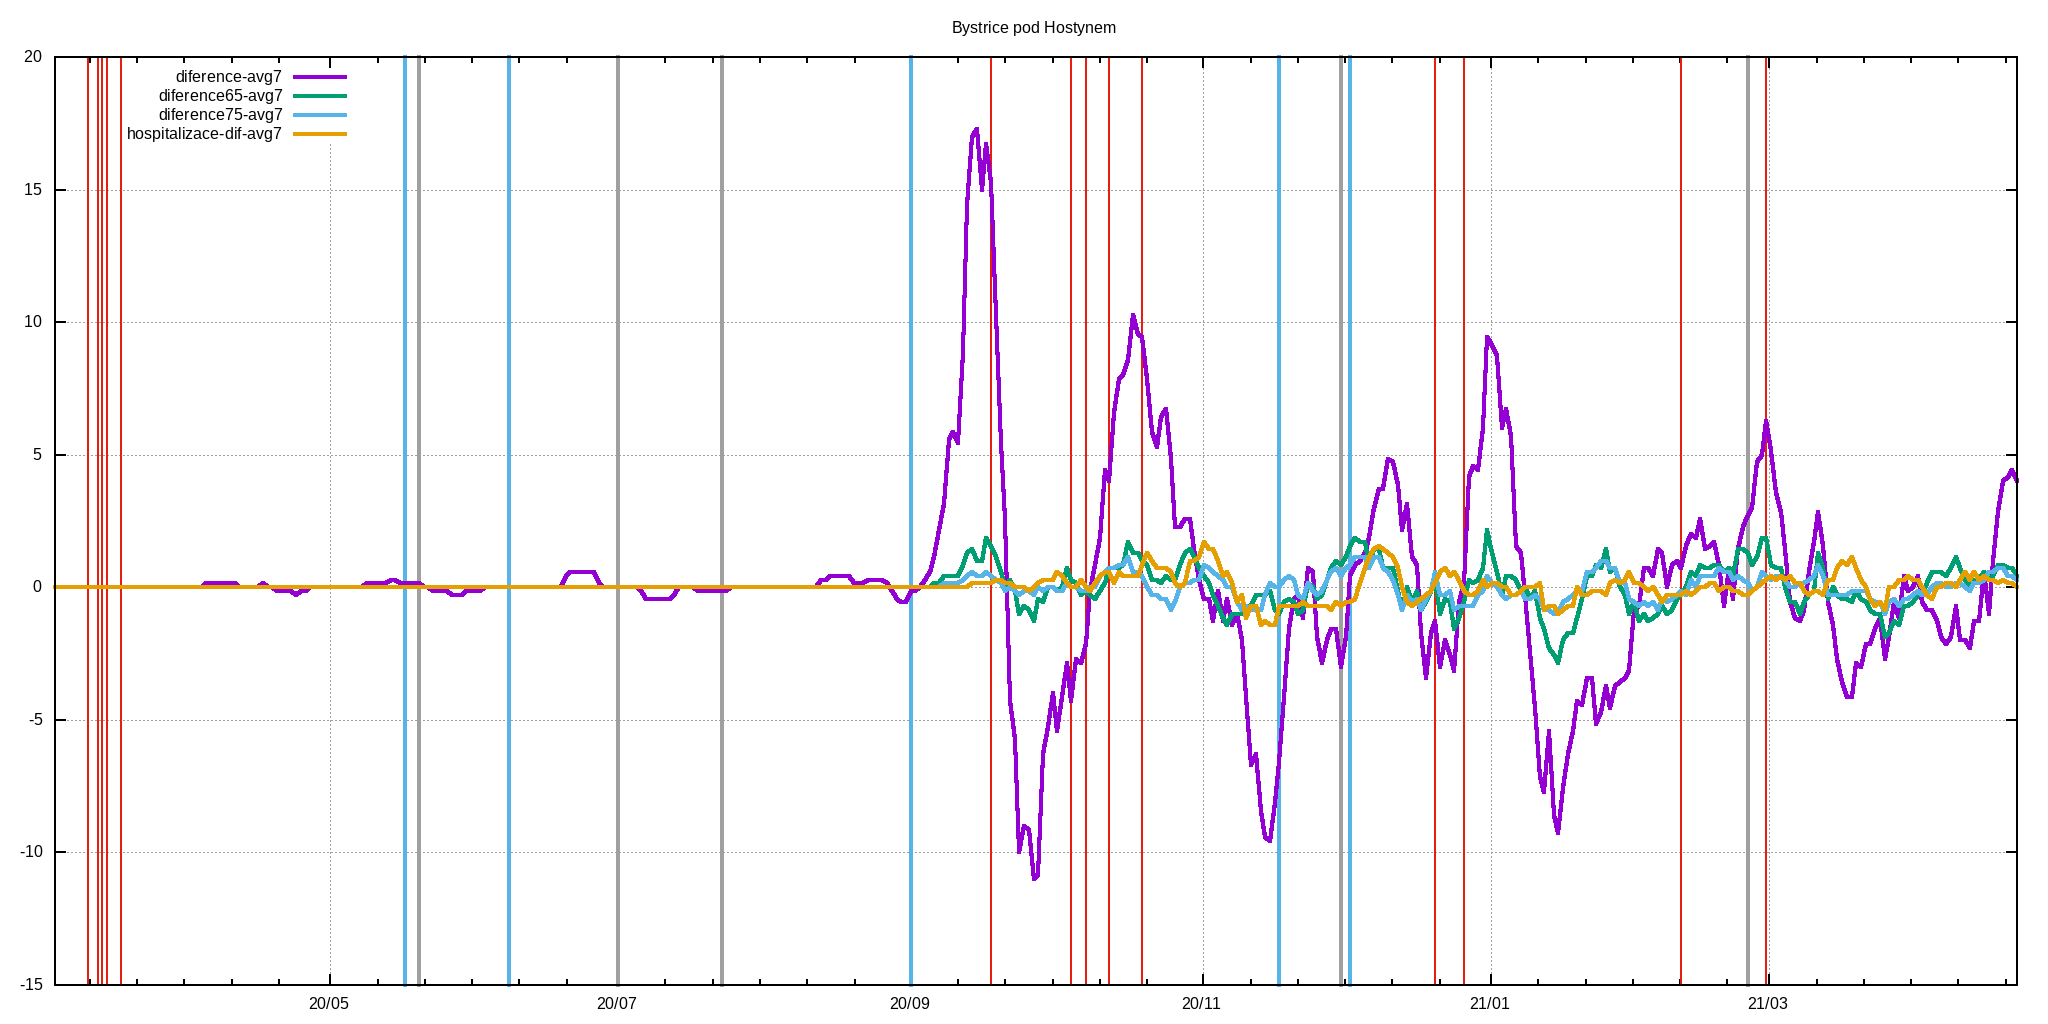 Bystrice pod Hostynem
diference-avg7
diference65-avg7
diference75-avg7
hospitalizace-dif-avg7
20
15
10
5
0
-5
-10
-15
20/05 20/07 20/09 20/11 21/01 21/03